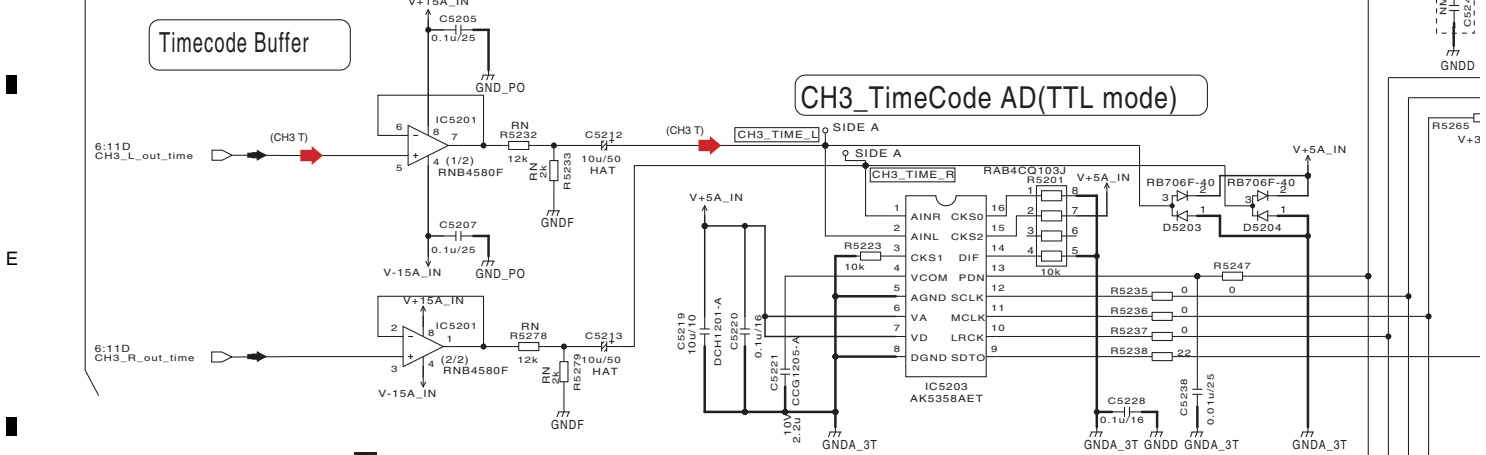 V+15A_IN
C5205
0.1u/25
GND_PO
Timecode Buffer
NM
C524
GNDD
CH3_TimeCode AD(TTL mode)
6:11D
CH3_L_out_time
(CH3 T)
6
5
8
7
4
IC5201
(1/2)
RNB4580F
RN
R5232
12k
RN
2k
R5233
GNDF
C5212
10u/50
HAT
(CH3 T)
CH3_TIME_L
SIDE A
SIDE A
CH3_TIME_R
R5265
V+3
C5207
0.1u/25
GND_PO
V-15A_IN
E
RAB4CQ103J
R5201
1
2
3
4
8
7
6
5
10k
V+5A_IN
RB706F-40
3
2
1
D5203
RB706F-40
3
2
1
D5204
V+5A_IN
V+5A_IN
R5223
10k
1
2
3
4
5
6
7
8
AINR CKS0
AINL CKS2
CKS1 DIF
VCOM PDN
AGND SCLK
VA MCLK
VD LRCK
DGND SDTO
16
15
14
13
12
11
10
9
IC5203
AK5358AET
R5247
0
R5235 0
R5236 0
R5237 0
R5238 22
C5219
10u/10
DCH1201-A
C5220
0.1u/16
C5221
CCG1205-A
10V
2.2u
GNDA_3T
C5228
0.1u/16
GNDA_3T
GNDD
C5238
0.01u/25
GNDA_3T
GNDA_3T
V+15A_IN
6:11D
CH3_R_out_time
2
3
8
1
4
IC5201
(2/2)
RNB4580F
V-15A_IN
RN
R5278
12k
RN
2k
R5279
GNDF
C5213
10u/50
HAT